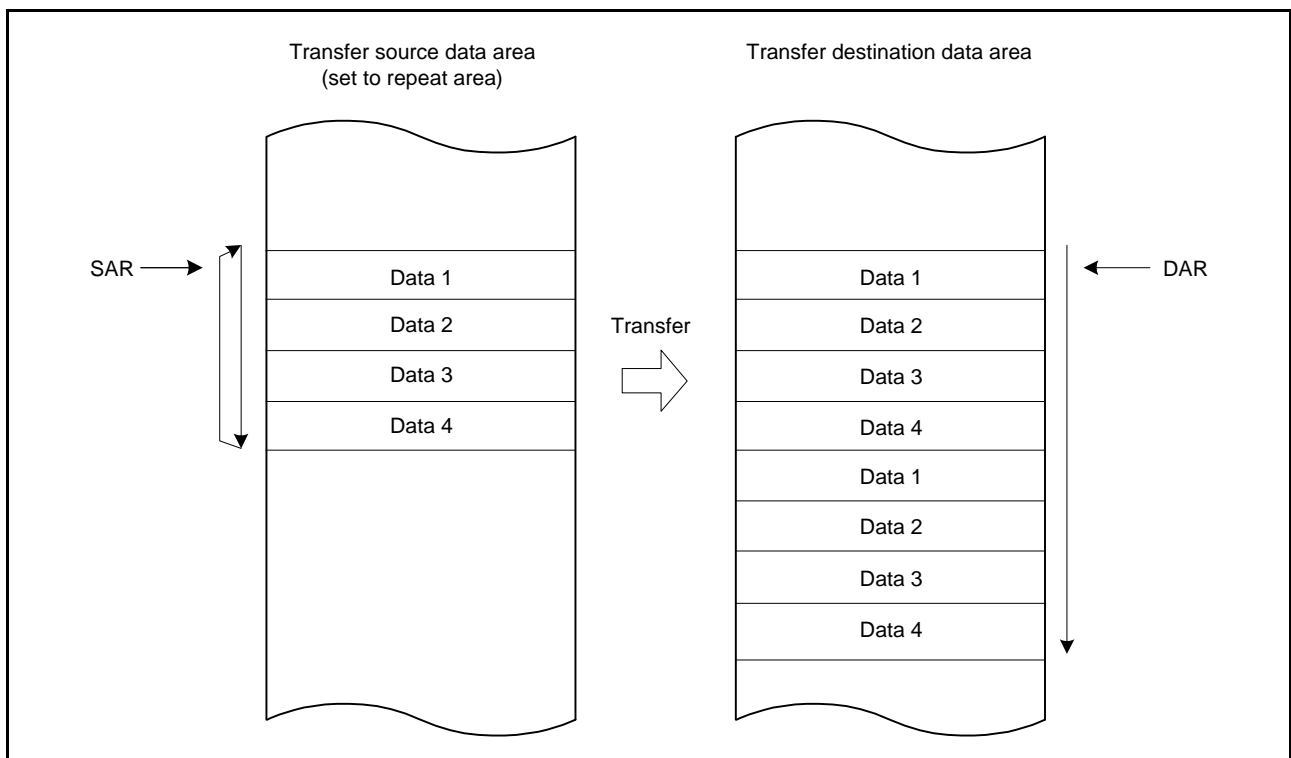 Transfer source data area
(set to repeat area)
Transfer destination data area
SAR
Data 1
Data 2
Data 3
Data 4
Transfer
Data 1
Data 2
Data 3
Data 4
Data 1
Data 2
Data 3
Data 4
DAR